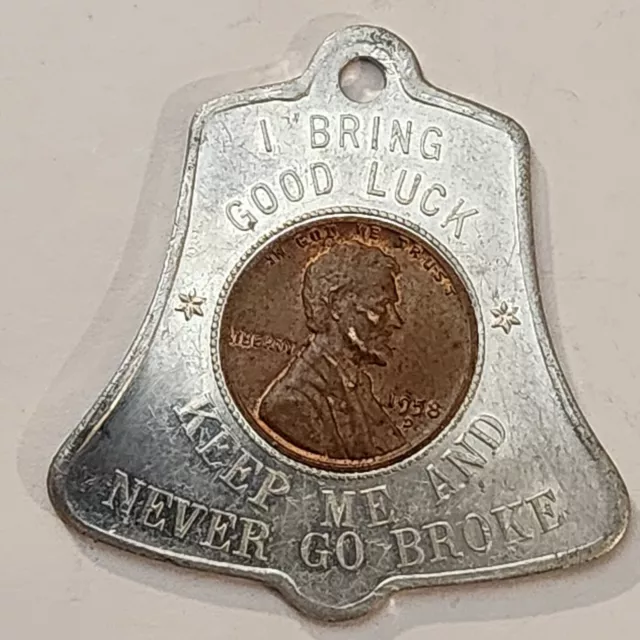 I BRING
GOOD LUCK
IN GOD WE TRUST
LIBERTY
1958
D
KEEP ME AND
NEVER GO BROKE